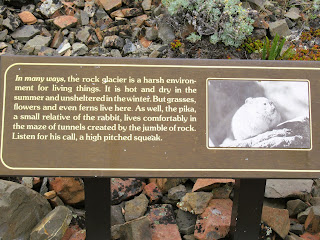 In many ways, the rock glacier is a harsh environ-
ment for living things. It is hot and dry in the
summer and unsheltered in the winter. But grasses,
flowers and even ferns live here. As well, the pika,
a small relative of the rabbit, lives comfortably in
the maze of tunnels created by the jumble of rock.
Listen for his call, a high pitched squeak.